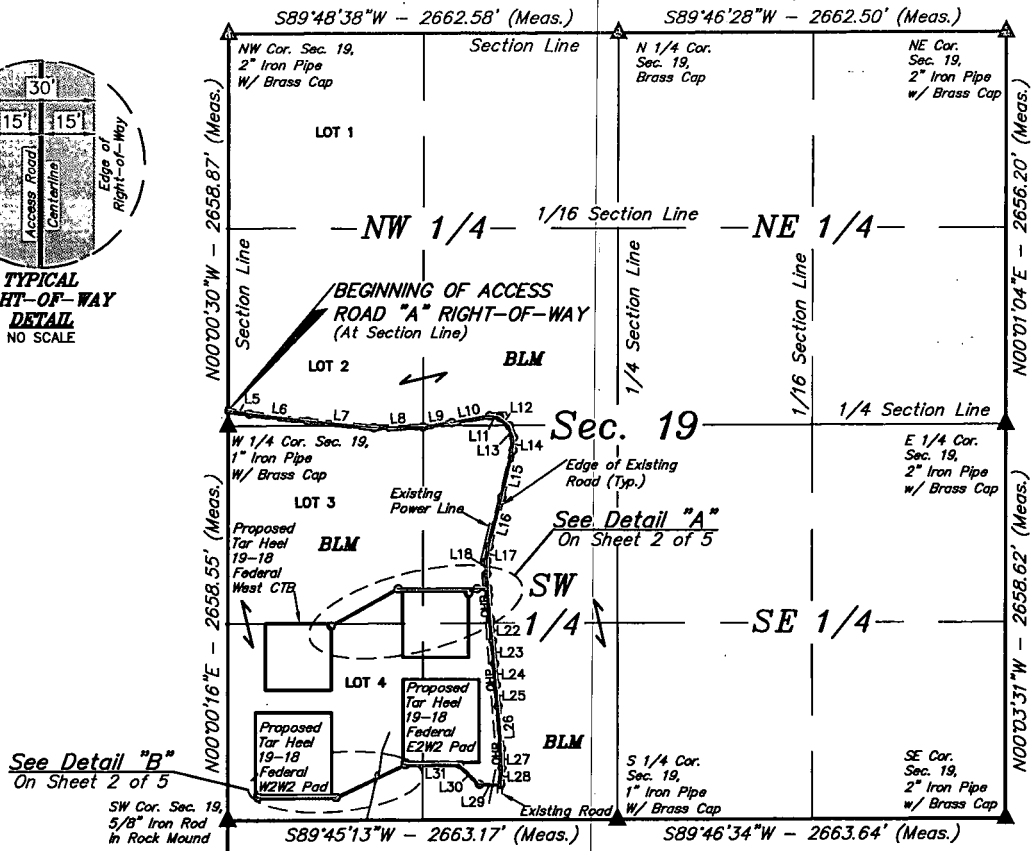 S89°48'38"W - 2662.58' (Meas.)
S89°46'28"W - 2662.50' (Meas.)
NW Cor. Sec. 19,
2" Iron Pipe
W/ Brass Cap
Section Line
N 1/4 Cor.
Sec. 19,
Brass Cap
NE Cor.
Sec. 19,
2" Iron Pipe
w/ Brass Cap
30'
15'
15'
Access Road
Centerline
Edge of
Right-of-Way
TYPICAL
HT-OF-WAY
DETAIL
NO SCALE
N00°00'30"W - 2658.87' (Meas.)
Section Line
LOT 1
NW 1/4
1/16 Section Line
NE 1/4
N00°01'04"E - 2656.20' (Meas.)
BEGINNING OF ACCESS
ROAD "A" RIGHT-OF-WAY
(At Section Line)
LOT 2
BLM
1/4 Section Line
1/16 Section Line
1/4 Section Line
L5
L6
L7
L8
L9
L10
L11
L12
L13
L14
L15
L16
L17
L18
Sec. 19
W 1/4 Cor. Sec. 19,
1" Iron Pipe
W/ Brass Cap
E 1/4 Cor.
Sec. 19,
2" Iron Pipe
w/ Brass Cap
Edge of Existing
Road (Typ.)
LOT 3
Existing
Power Line
See Detail "A"
On Sheet 2 of 5
BLM
Proposed
Tar Heel
19-18
Federal
West CTB
SW
1/4
SE 1/4
N00°00'16"E - 2658.55' (Meas.)
N00°03'31"W - 2658.62' (Meas.)
OHP
L22
L23
L24
L25
L26
L27
L28
OHP
OHP
LOT 4
Proposed
Tar Heel
19-18
Federal
E2W2 Pad
Proposed
Tar Heel
19-18
Federal
W2W2 Pad
BLM
L31
L30
L29
Existing Road
See Detail "B"
On Sheet 2 of 5
SW Cor. Sec. 19,
5/8" Iron Rod
In Rock Mound
S 1/4 Cor.
Sec. 19,
1" Iron Pipe
W/ Brass Cap
SE Cor.
Sec. 19,
2" Iron Pipe
w/ Brass Cap
S89°45'13"W - 2663.17' (Meas.)
S89°46'34"W - 2663.64' (Meas.)